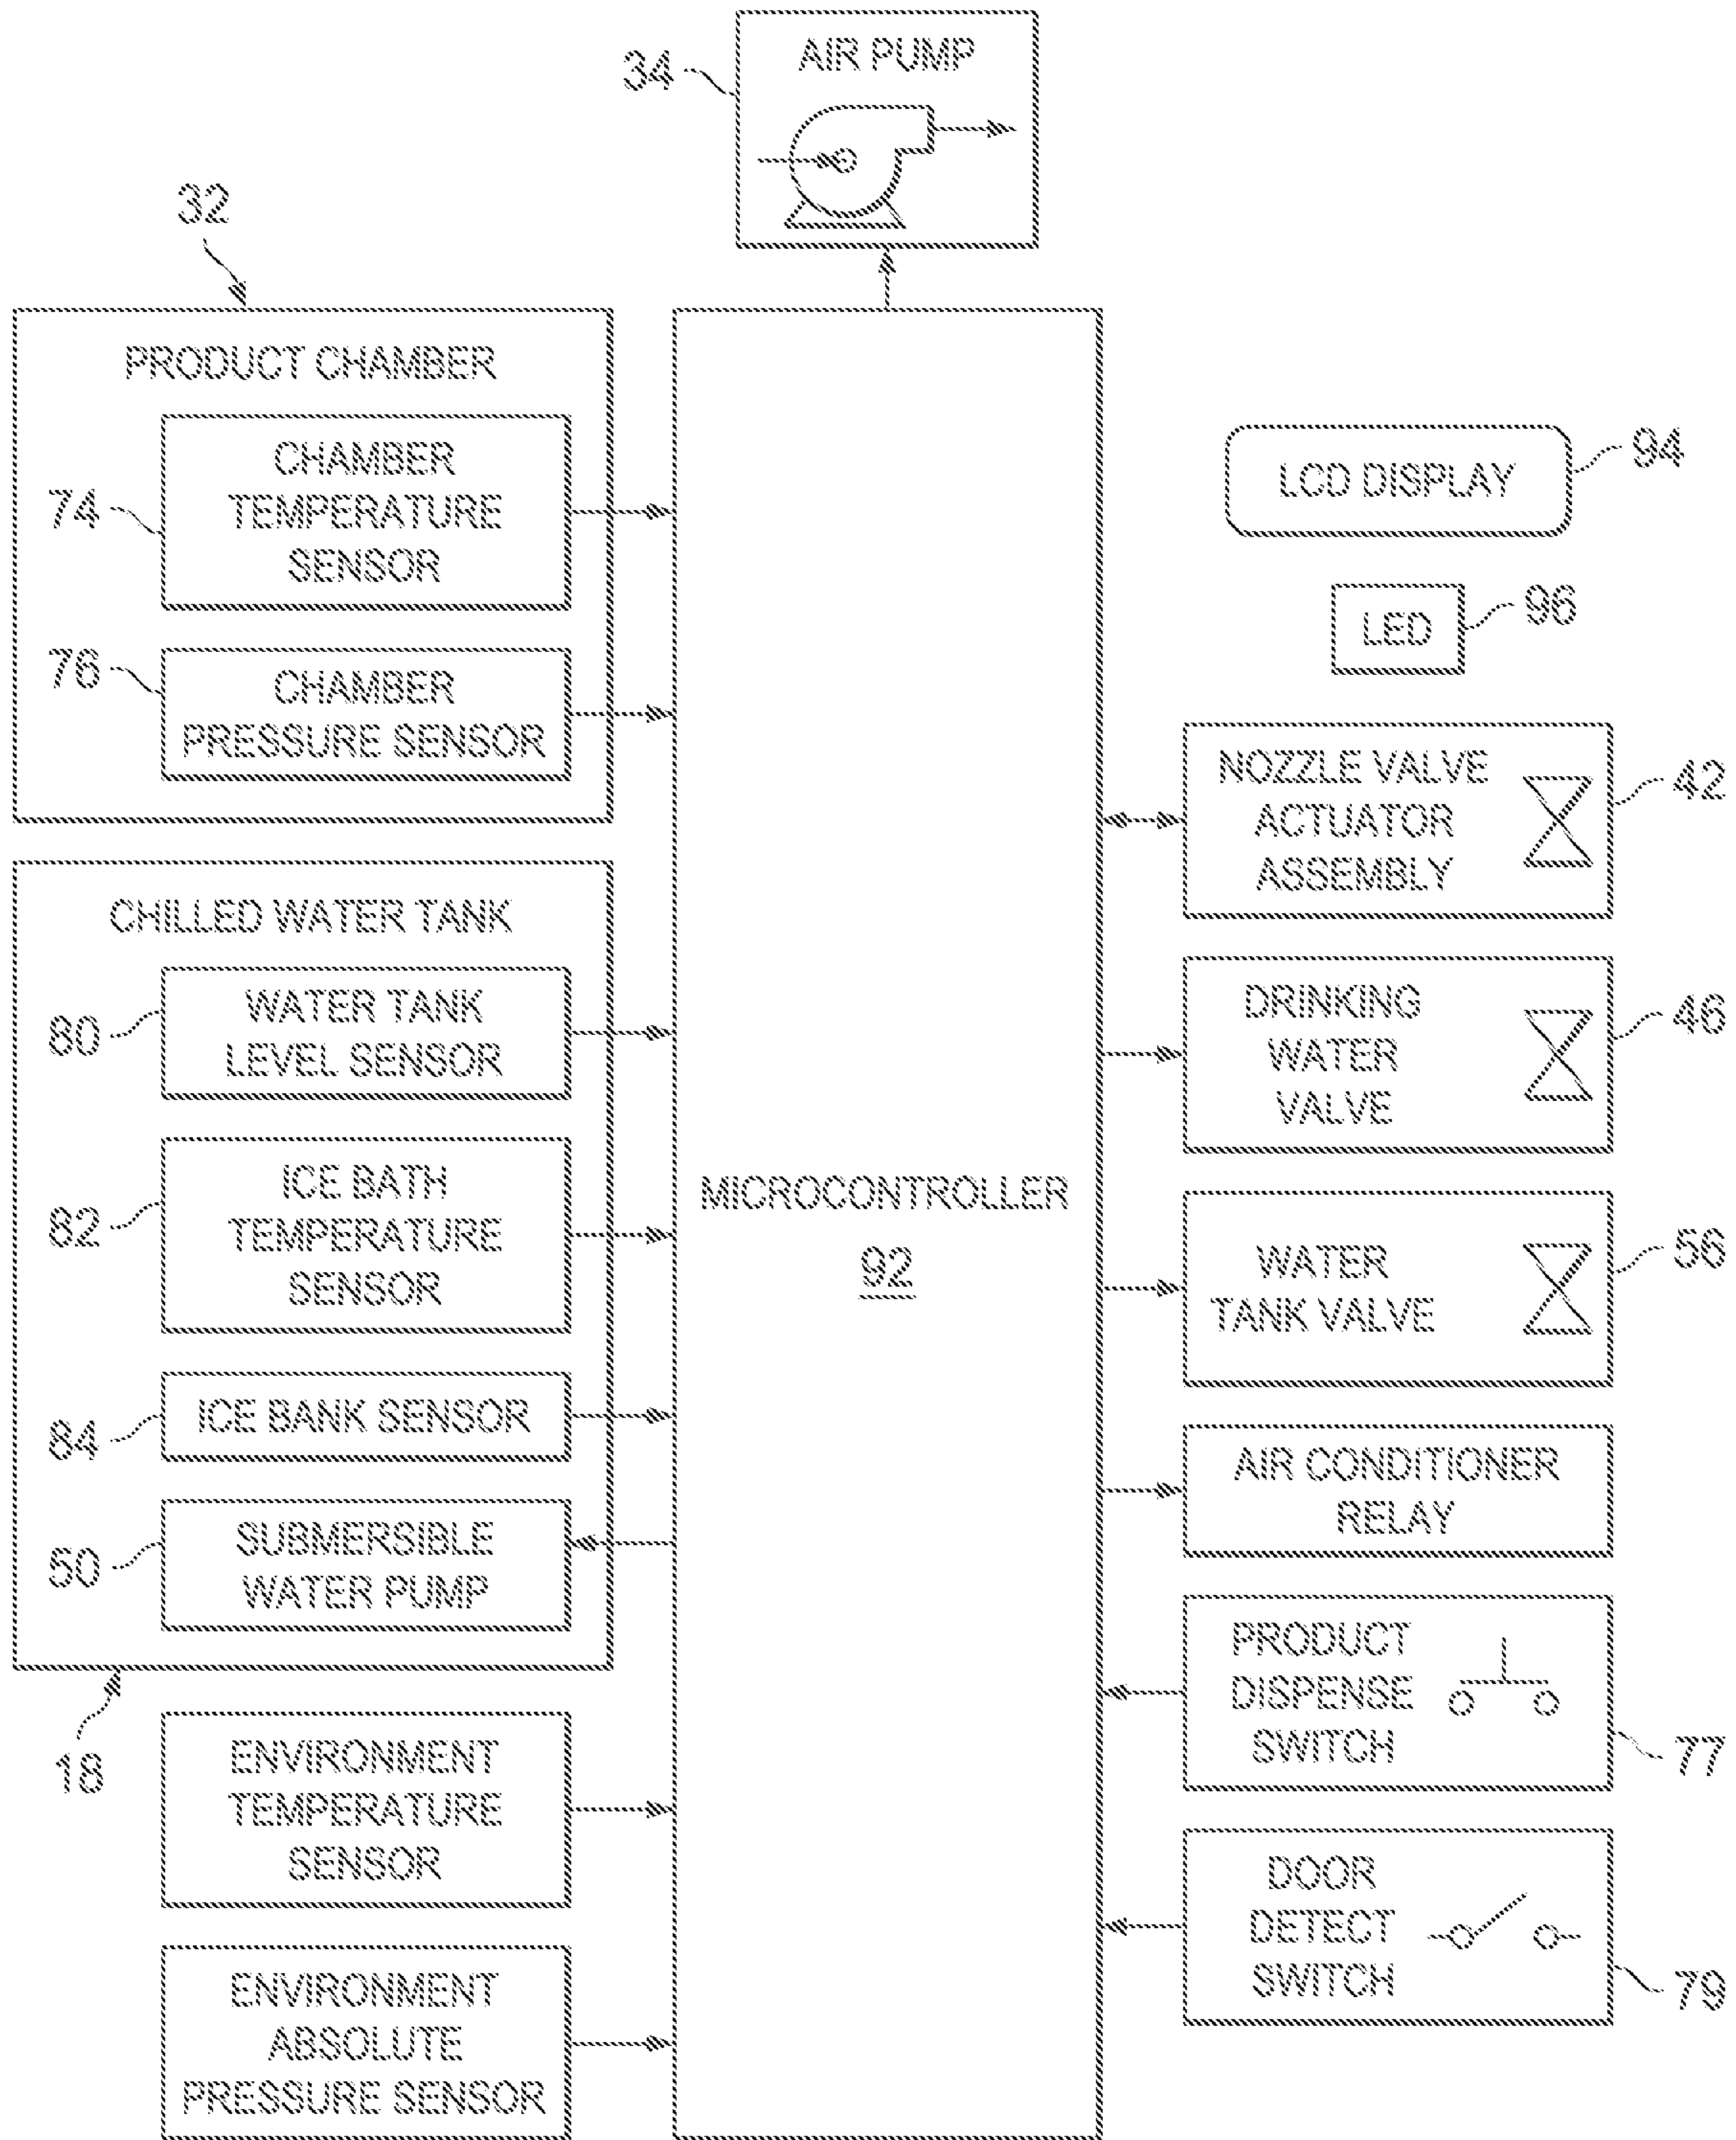 34
AIR PUMP
32
PRODUCT CHAMBER
74
CHAMBER
TEMPERATURE
SENSOR
76
CHAMBER
PRESSURE SENSOR
CHILLED WATER TANK
80
WATER TANK
LEVEL SENSOR
82
ICE BATH
TEMPERATURE
SENSOR
84
ICE BANK SENSOR
50
SUBMERSIBLE
WATER PUMP
18
ENVIRONMENT
TEMPERATURE
SENSOR
ENVIRONMENT
ABSOLUTE
PRESSURE SENSOR
MICROCONTROLLER
92
LCD DISPLAY
94
LED
96
NOZZLE VALVE
ACTUATOR
ASSEMBLY
42
DRINKING
WATER
VALVE
46
WATER
TANK VALVE
56
AIR CONDITIONER
RELAY
PRODUCT
DISPENSE
SWITCH
77
DOOR
DETECT
SWITCH
79